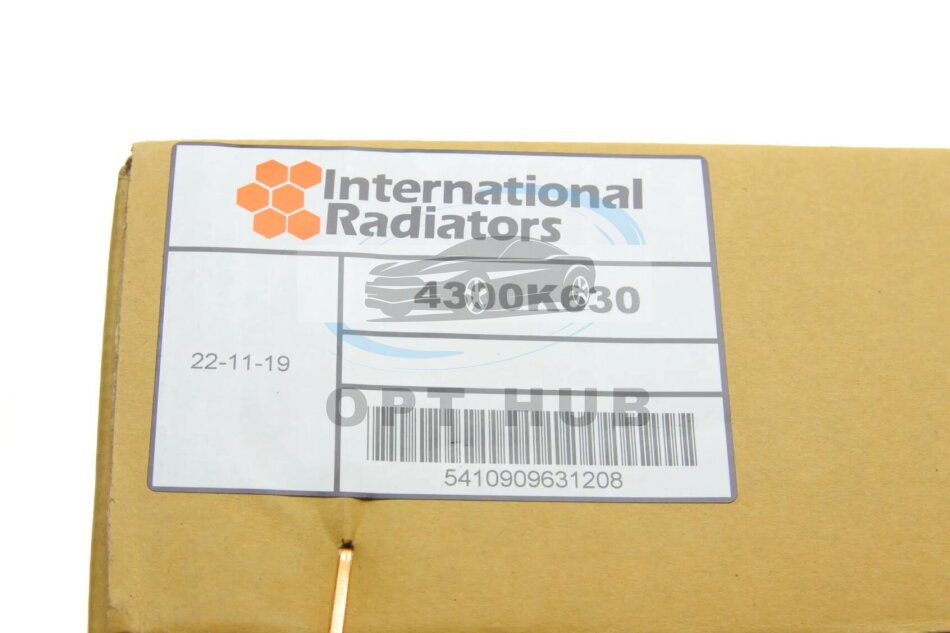 International
Radiators
4300K630
22-11-19
OPT HUB
5410909631208